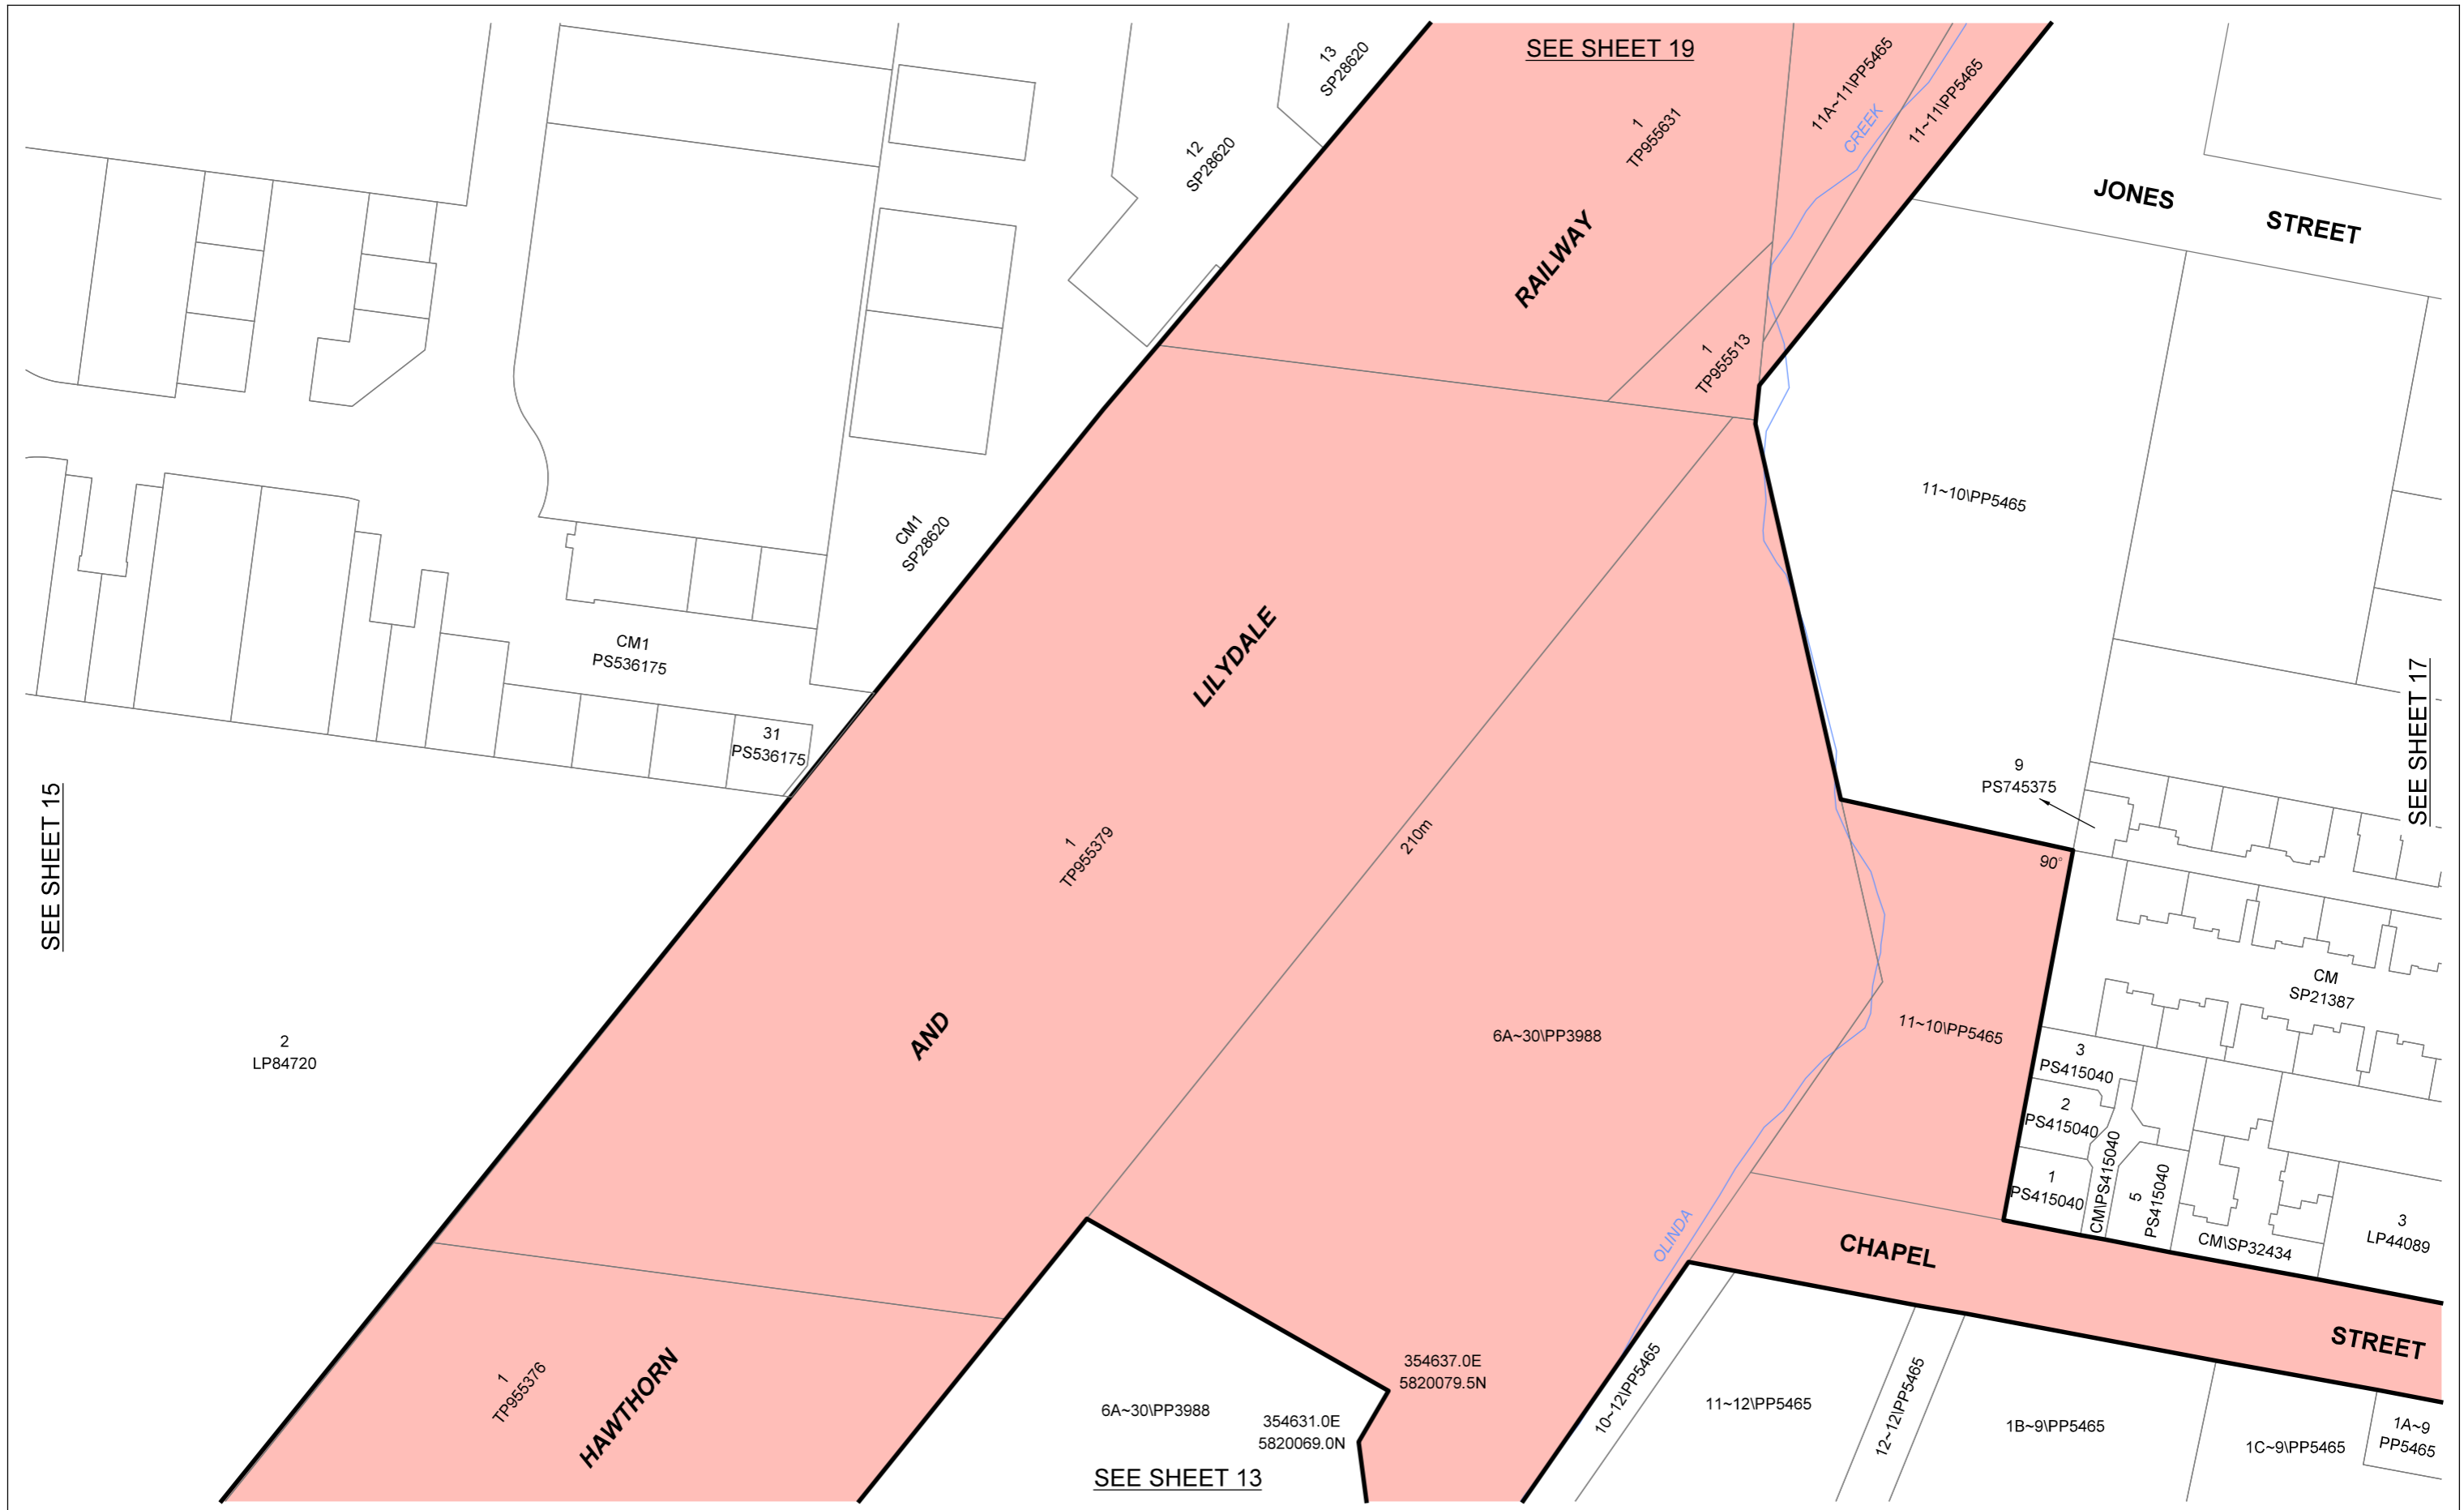 SEE SHEET 19
13
SP28620
12
SP28620
1
TP955631
11A~11\PP5465
CREEK
11~11\PP5465
JONES STREET
RAILWAY
1
TP955513
11~10\PP5465
CM1
SP28620
CM1
PS536175
31
PS536175
LILYDALE
SEE SHEET 15
SEE SHEET 17
9
PS745375
1
TP955379
210m
90°
CM
SP21387
2
LP84720
AND
6A~30\PP3988
11~10\PP5465
3
PS415040
2
PS415040
1
PS415040
CM\PS415040
5
PS415040
CM\SP32434
3
LP44089
OLINDA
CHAPEL
STREET
1
TP955376
HAWTHORN
6A~30\PP3988
354637.0E
5820079.5N
354631.0E
5820069.0N
SEE SHEET 13
10~12\PP5465
11~12\PP5465
12~12\PP5465
1B~9\PP5465
1C~9\PP5465
1A~9
PP5465